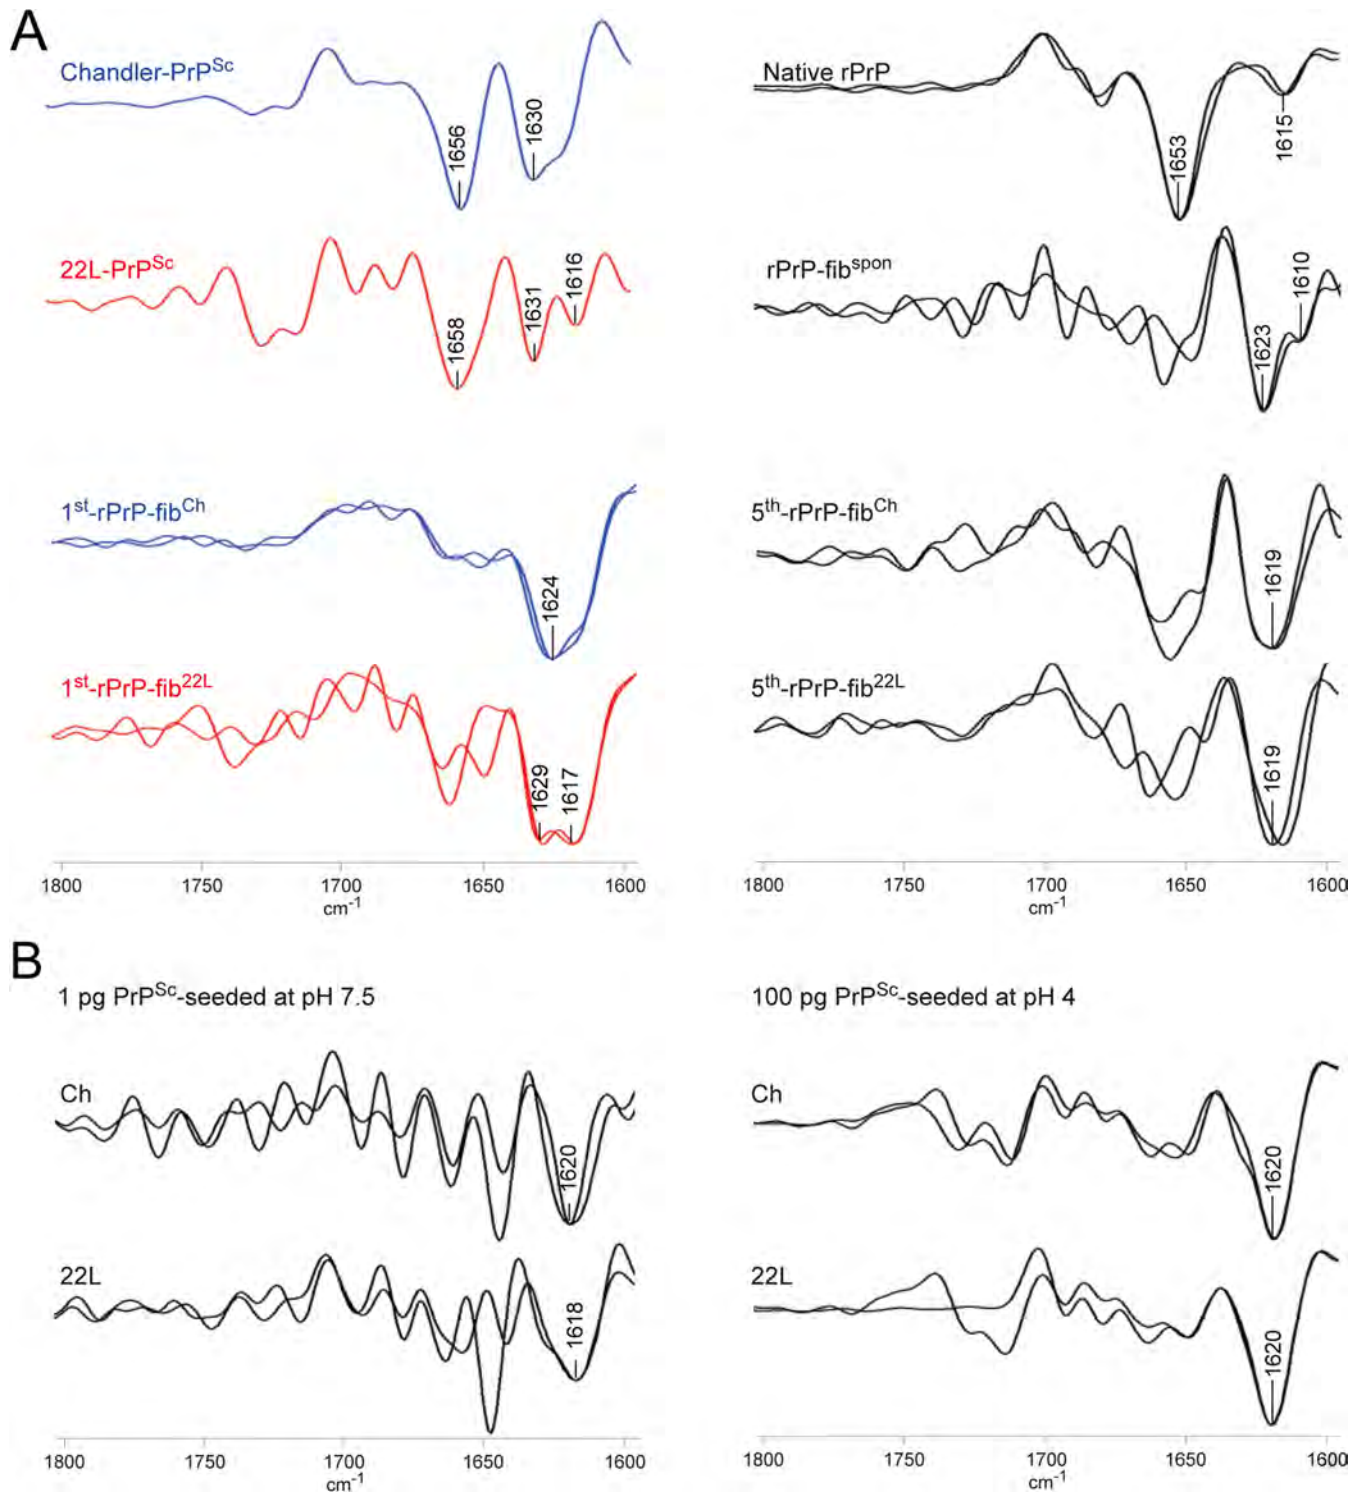 A
Chandler-PrP^Sc
1656
1630
Native rPrP
1653
1615
22L-PrP^Sc
1658
1631
1616
rPrP-fib^spon
1623
1610
1^st-rPrP-fib^Ch
1624
5^th-rPrP-fib^Ch
1619
1^st-rPrP-fib^22L
1629
1617
5^th-rPrP-fib^22L
1619
1800 1750 1700 1650 1600
cm^-1
1800 1750 1700 1650 1600
cm^-1
B
1 pg PrP^Sc-seeded at pH 7.5
100 pg PrP^Sc-seeded at pH 4
Ch
1620
Ch
1620
22L
1618
22L
1620
1800 1750 1700 1650 1600
cm^-1
1800 1750 1700 1650 1600
cm^-1